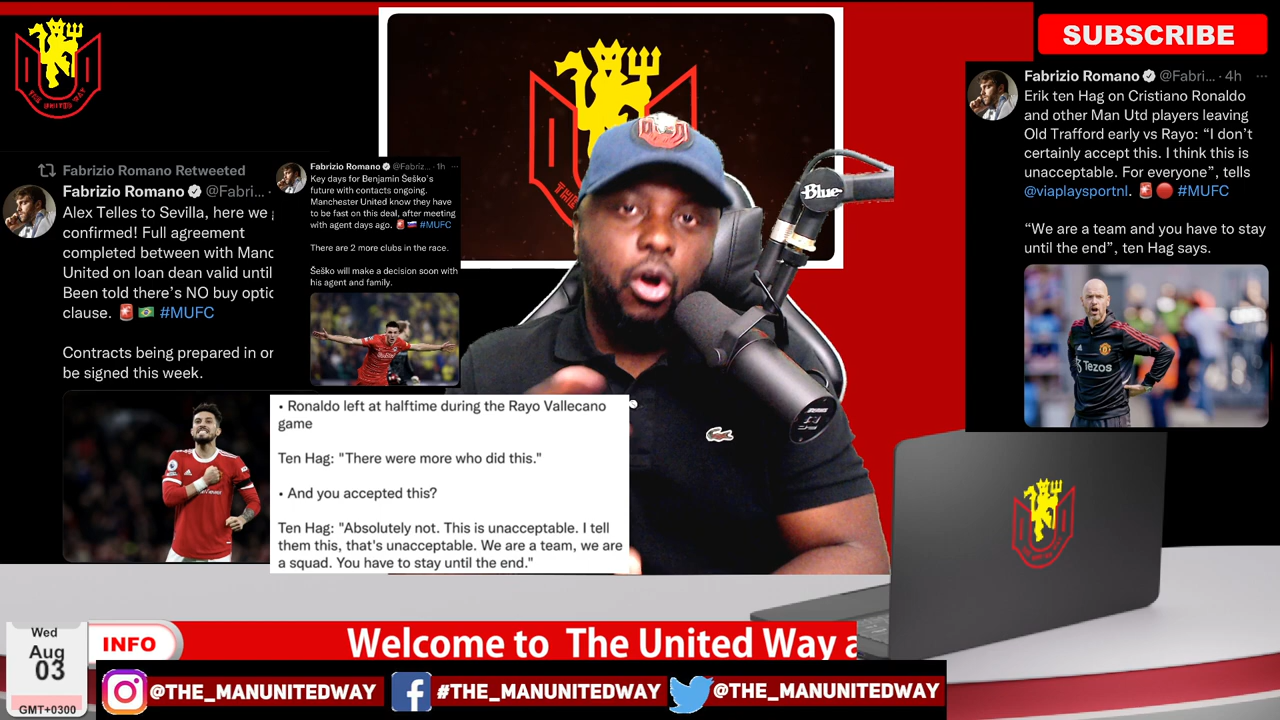 THE UNITED WAY
SUBSCRIBE
Fabrizio Romano @Fabri... · 4h
Erik ten Hag on Cristiano Ronaldo
and other Man Utd players leaving
Old Trafford early vs Rayo: “I don’t
certainly accept this. I think this is
unacceptable. For everyone”, tells
@viaplaysportnl. 🚨🔴 #MUFC
“We are a team and you have to stay
until the end”, ten Hag says.
Tezos
Fabrizio Romano Retweeted
Fabrizio Romano @Fabri... ·
Alex Telles to Sevilla, here we
confirmed! Full agreement
completed between with Manc
United on loan dean valid until
Been told there’s NO buy optic
clause. 🚨🇧🇷 #MUFC
Contracts being prepared in or
be signed this week.
Fabrizio Romano @Fabriz... · 1h
Key days for Benjamin Šeško's
future with contacts ongoing.
Manchester United know they have
to be fast on this deal, after meeting
with agent days ago. 🚨🇸🇮 #MUFC
There are 2 more clubs in the race.
Šeško will make a decision soon with
his agent and family.
Blue
• Ronaldo left at halftime during the Rayo Vallecano
game
Ten Hag: "There were more who did this."
• And you accepted this?
Ten Hag: "Absolutely not. This is unacceptable. I tell
them this, that's unacceptable. We are a team, we are
a squad. You have to stay until the end."
Wed
Aug
03
GMT+0300
INFO
Welcome to The United Way a
@THE_MANUNITEDWAY
#THE_MANUNITEDWAY
@THE_MANUNITEDWAY